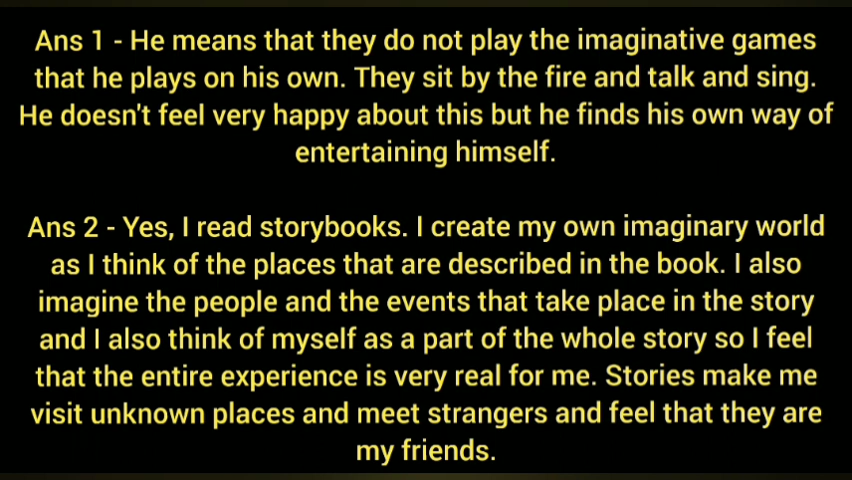 Ans 1 - He means that they do not play the imaginative games
that he plays on his own. They sit by the fire and talk and sing.
He doesn't feel very happy about this but he finds his own way of
entertaining himself.
Ans 2 - Yes, I read storybooks. I create my own imaginary world
as I think of the places that are described in the book. I also
imagine the people and the events that take place in the story
and I also think of myself as a part of the whole story so I feel
that the entire experience is very real for me. Stories make me
visit unknown places and meet strangers and feel that they are
my friends.